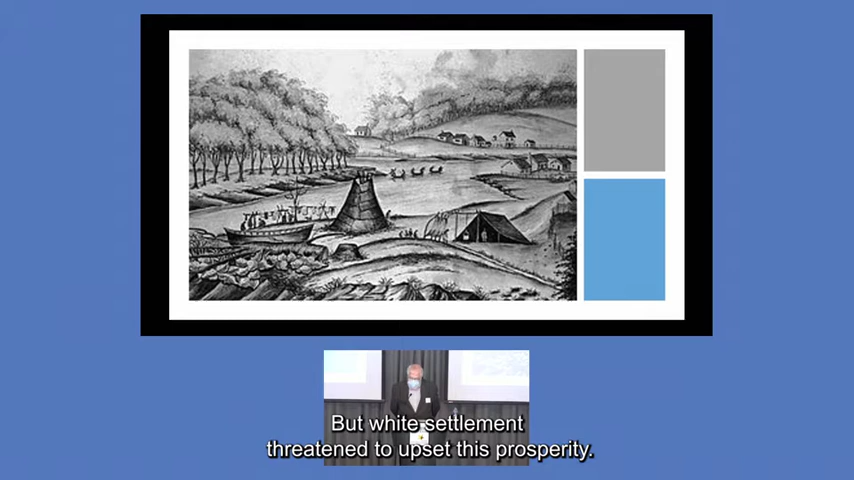 But white settlement
threatened to upset this prosperity.